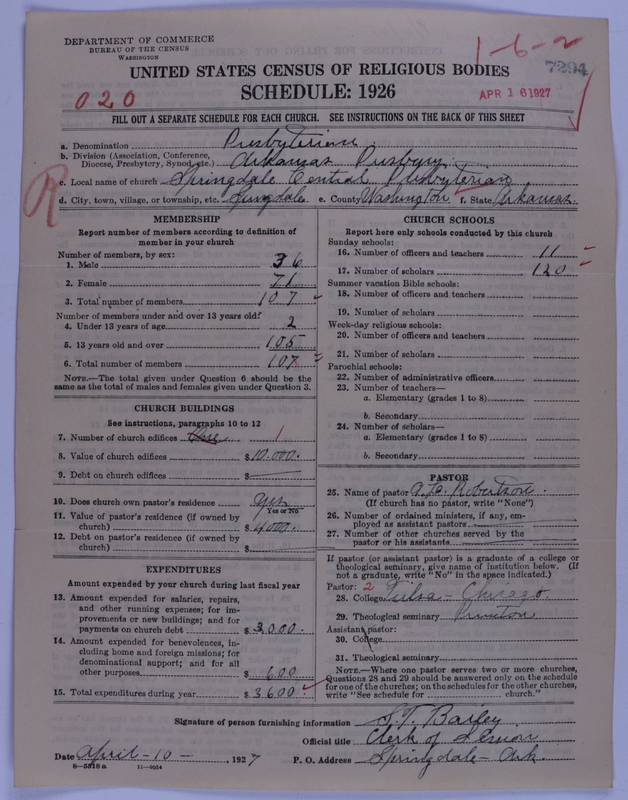 DEPARTMENT OF COMMERCE
BUREAU OF THE CENSUS
WASHINGTON
1-6-2
7294
UNITED STATES CENSUS OF RELIGIOUS BODIES
020
SCHEDULE: 1926
APR 16 1927
FILL OUT A SEPARATE SCHEDULE FOR EACH CHURCH. SEE INSTRUCTIONS ON THE BACK OF THIS SHEET
a. Denomination Presbyterian
b. Division (Association, Conference, Diocese, Presbytery, Synod, etc.) Arkansas Presbyery
R
c. Local name of church Springdale Central Presbyterian
d. City, town, village, or township, etc. Springdale e. County Washington f. State Arkansas
MEMBERSHIP
Report number of members according to definition of member in your church
Number of members, by sex:
1. Male 36
2. Female 71
3. Total number of members 107
Number of members under and over 13 years old:
4. Under 13 years of age 2
5. 13 years old and over 105
6. Total number of members 107
NOTE.—The total given under Question 6 should be the same as the total of males and females given under Question 3.
CHURCH BUILDINGS
See instructions, paragraphs 10 to 12
7. Number of church edifices 1
8. Value of church edifices $10.000.
9. Debt on church edifices $
10. Does church own pastor's residence Yes
Yes or No
11. Value of pastor's residence (if owned by church) $4000.
12. Debt on pastor's residence (if owned by church) $
EXPENDITURES
Amount expended by your church during last fiscal year
13. Amount expended for salaries, repairs, and other running expenses; for improvements or new buildings; and for payments on church debt $3.000.
14. Amount expended for benevolences, including home and foreign missions; for denominational support; and for all other purposes $600
15. Total expenditures during year $3600.
CHURCH SCHOOLS
Report here only schools conducted by this church
Sunday schools:
16. Number of officers and teachers 11
17. Number of scholars 120
Summer vacation Bible schools:
18. Number of officers and teachers
19. Number of scholars
Week-day religious schools:
20. Number of officers and teachers
21. Number of scholars
Parochial schools:
22. Number of administrative officers
23. Number of teachers—
a. Elementary (grades 1 to 8)
b. Secondary
24. Number of scholars—
a. Elementary (grades 1 to 8)
b. Secondary
PASTOR
25. Name of pastor Robertson.
(If church has no pastor, write "None")
26. Number of ordained ministers, if any, employed as assistant pastors
27. Number of other churches served by the pastor or his assistants
If pastor (or assistant pastor) is a graduate of a college or theological seminary, give name of institution below. (If not a graduate, write "No" in the space indicated.)
Pastor: 2
28. College Tulsa - Chicago
29. Theological seminary Princeton
Assistant pastor:
30. College
31. Theological seminary
NOTE.—Where one pastor serves two or more churches, Questions 28 and 29 should be answered only on the schedule for one of the churches; on the schedules for the other churches, write "See schedule for church."
Signature of person furnishing information S.T. Barley
Official title Clerk of Session
Date April-10-, 1927 P. O. Address Springdale-Ark.
8-5318a 11-9054